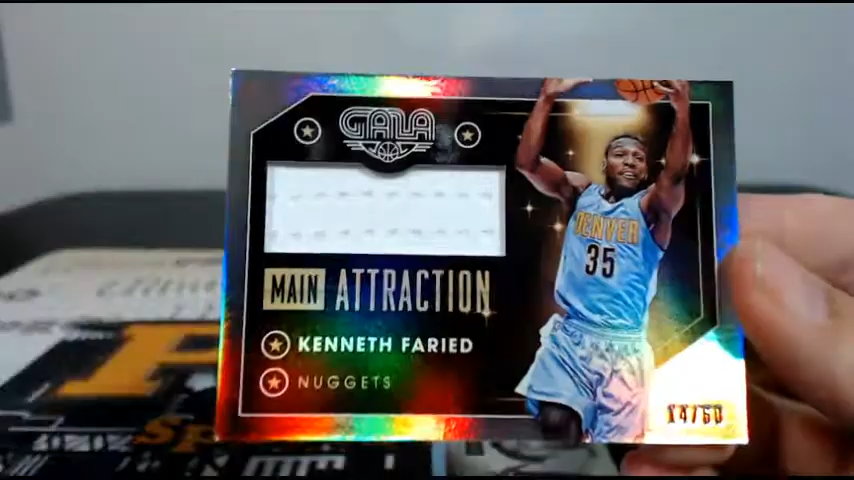 GALA
MAIN ATTRACTION
KENNETH FARIED
NUGGETS
DENVER
35
14/60